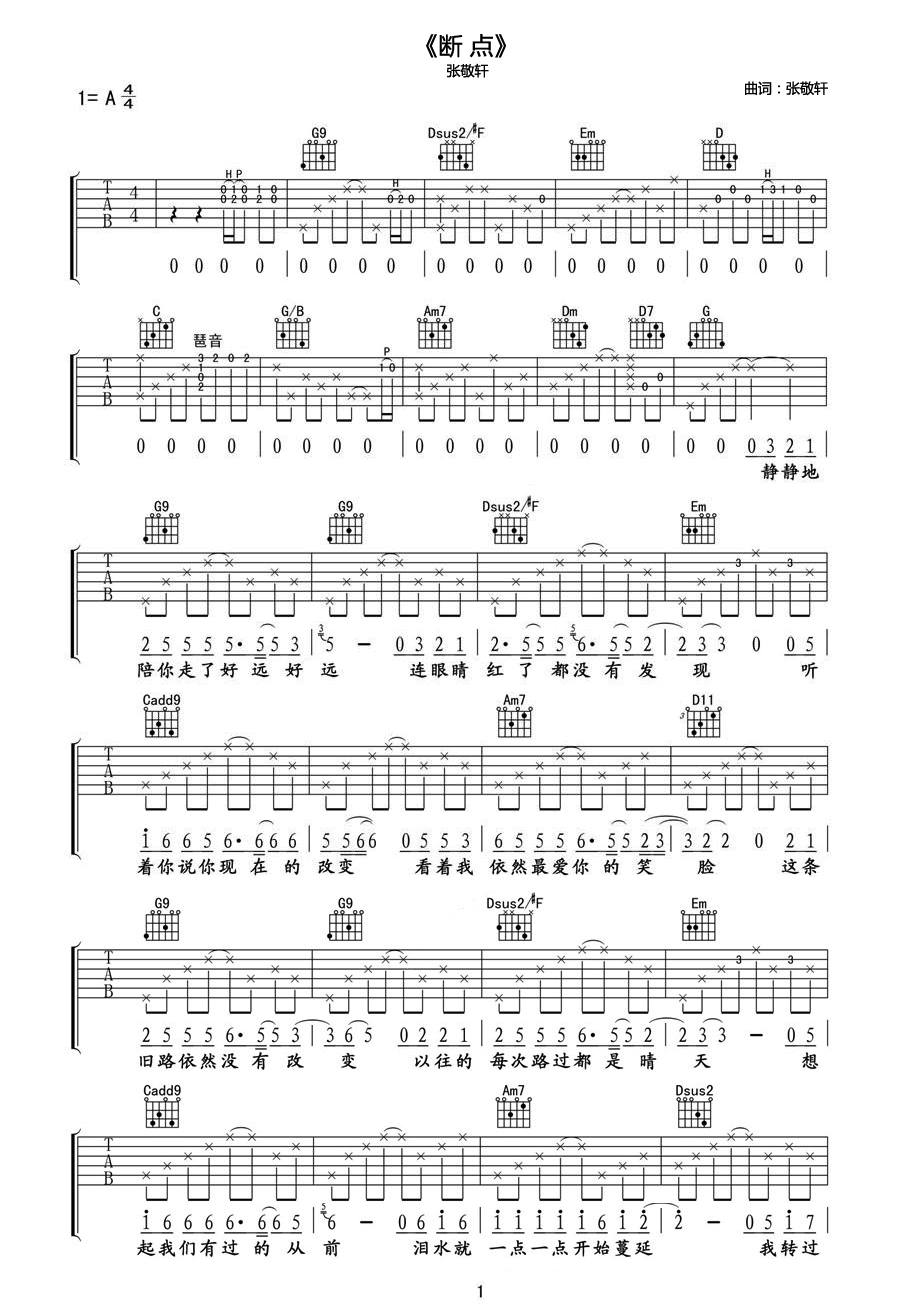 《断点》
张敬轩
1= A 4/4
曲词：张敬轩
G9 Dsus2/#F Em D
H P H H
T A B 4 4
0 0 0 0 | 0 0 0 0 | 0 0 0 0 | 0 0 0 0 | 0 0 0 0
C G/B Am7 Dm D7 G
琶音
P
T A B
0 0 0 0 | 0 0 0 0 | 0 0 0 0 | 0 0 0 0 | 0 0 0 3 2 1
静静地
G9 G9 Dsus2/#F Em
T A B
2 5 5 5 5· 5 5 3 | 5 - 0 3 2 1 | 2· 5 5 5 6· 5 5 2 | 2 3 3 0 0 5
陪你走了好远好远 连眼睛红了都没有发现 听
Cadd9 Am7 D11
T A B
1 6 6 5 6· 6 6 6 | 5 5 6 6 0 5 5 3 | 6 5 5 5 6· 5 5 2 3 | 3 2 2 0 2 1
着你说你现在的改变 看着我依然最爱你的笑脸 这条
G9 G9 Dsus2/#F Em
T A B
2 5 5 5 6· 5 5 3 | 3 6 5 0 2 2 1 | 2 5 5 5 6· 5 5 2 | 2 3 3 - 0 5
旧路依然没有改变 以往的每次路过都是晴天 想
Cadd9 Am7 Dsus2
T A B
1 6 6 6 6· 6 6 5 | 6 - 0 6 1 6 | 1 1 1 1 1 6 1 2 | 2 - 0 5 1 7
起我们有过的从前 泪水就一点一点开始蔓延 我转过
1